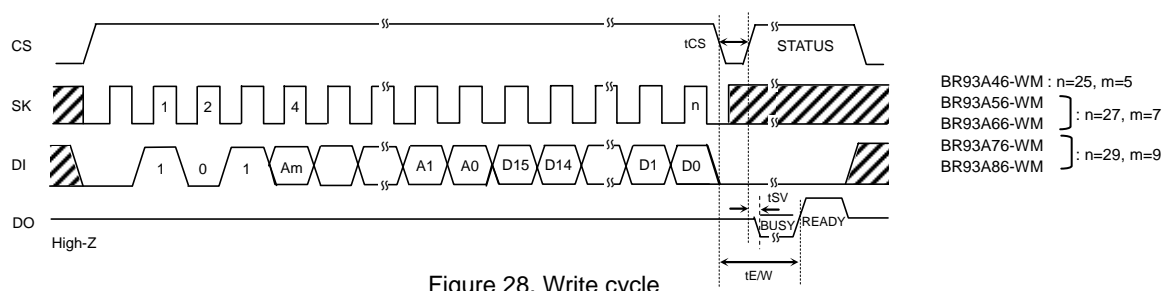 CS
tCS
STATUS
SK
1
2
4
n
DI
1
0
1
Am
A1
A0
D15
D14
D1
D0
tSV
DO
BUSY
READY
High-Z
tE/W
BR93A46-WM : n=25, m=5
BR93A56-WM
BR93A66-WM
: n=27, m=7
BR93A76-WM
BR93A86-WM
: n=29, m=9
Figure 28. Write cycle